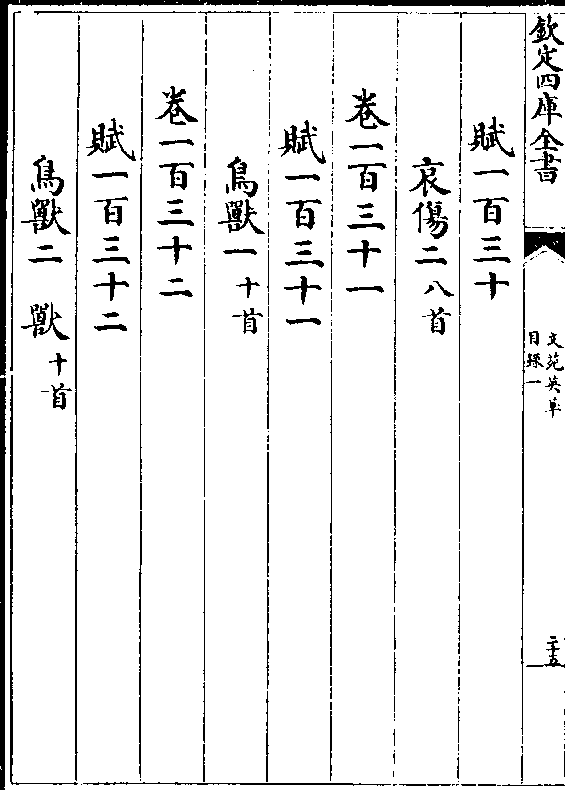 欽定四庫全書
文苑英華
目録一
二十五
賦一百三十
哀傷二 八首
卷一百三十一
賦一百三十一
鳥獸一 十首
卷一百三十二
賦一百三十二
鳥獸二 獸 十首